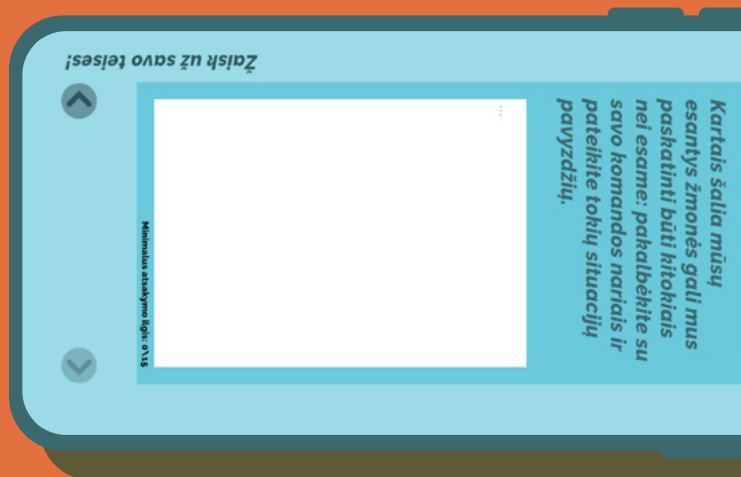 Žaisk už savo teises!
Kartais šalia mūsų
esantys žmonės gali mus
paskatinti būti kitokiais
nei esame: pakalbėkite su
savo komandos nariais ir
pateikite tokių situacijų
pavyzdžių.
...
Minimalus atsakymo ilgis: 0\15